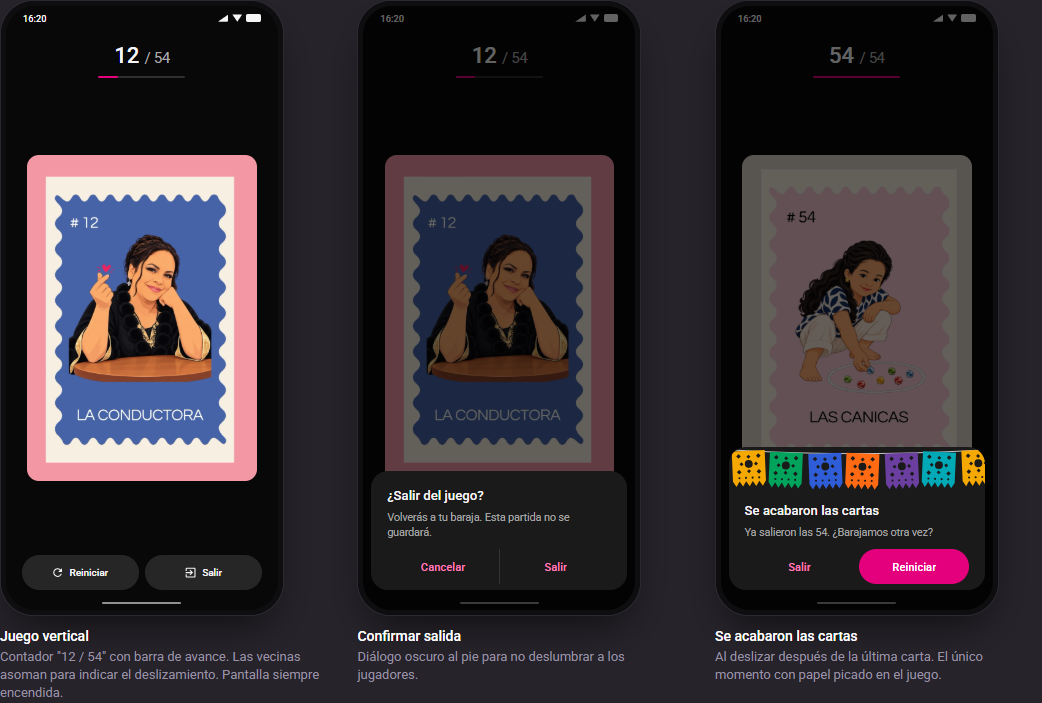 16:20
12 / 54
# 12
LA CONDUCTORA
Reiniciar
Salir
Juego vertical
Contador "12 / 54" con barra de avance. Las vecinas
asoman para indicar el deslizamiento. Pantalla siempre
encendida.
16:20
12 / 54
# 12
LA CONDUCTORA
¿Salir del juego?
Volverás a tu baraja. Esta partida no se
guardará.
Cancelar
Salir
Confirmar salida
Diálogo oscuro al pie para no deslumbrar a los
jugadores.
16:20
54 / 54
# 54
LAS CANICAS
Se acabaron las cartas
Ya salieron las 54. ¿Barajamos otra vez?
Salir
Reiniciar
Se acabaron las cartas
Al deslizar después de la última carta. El único
momento con papel picado en el juego.